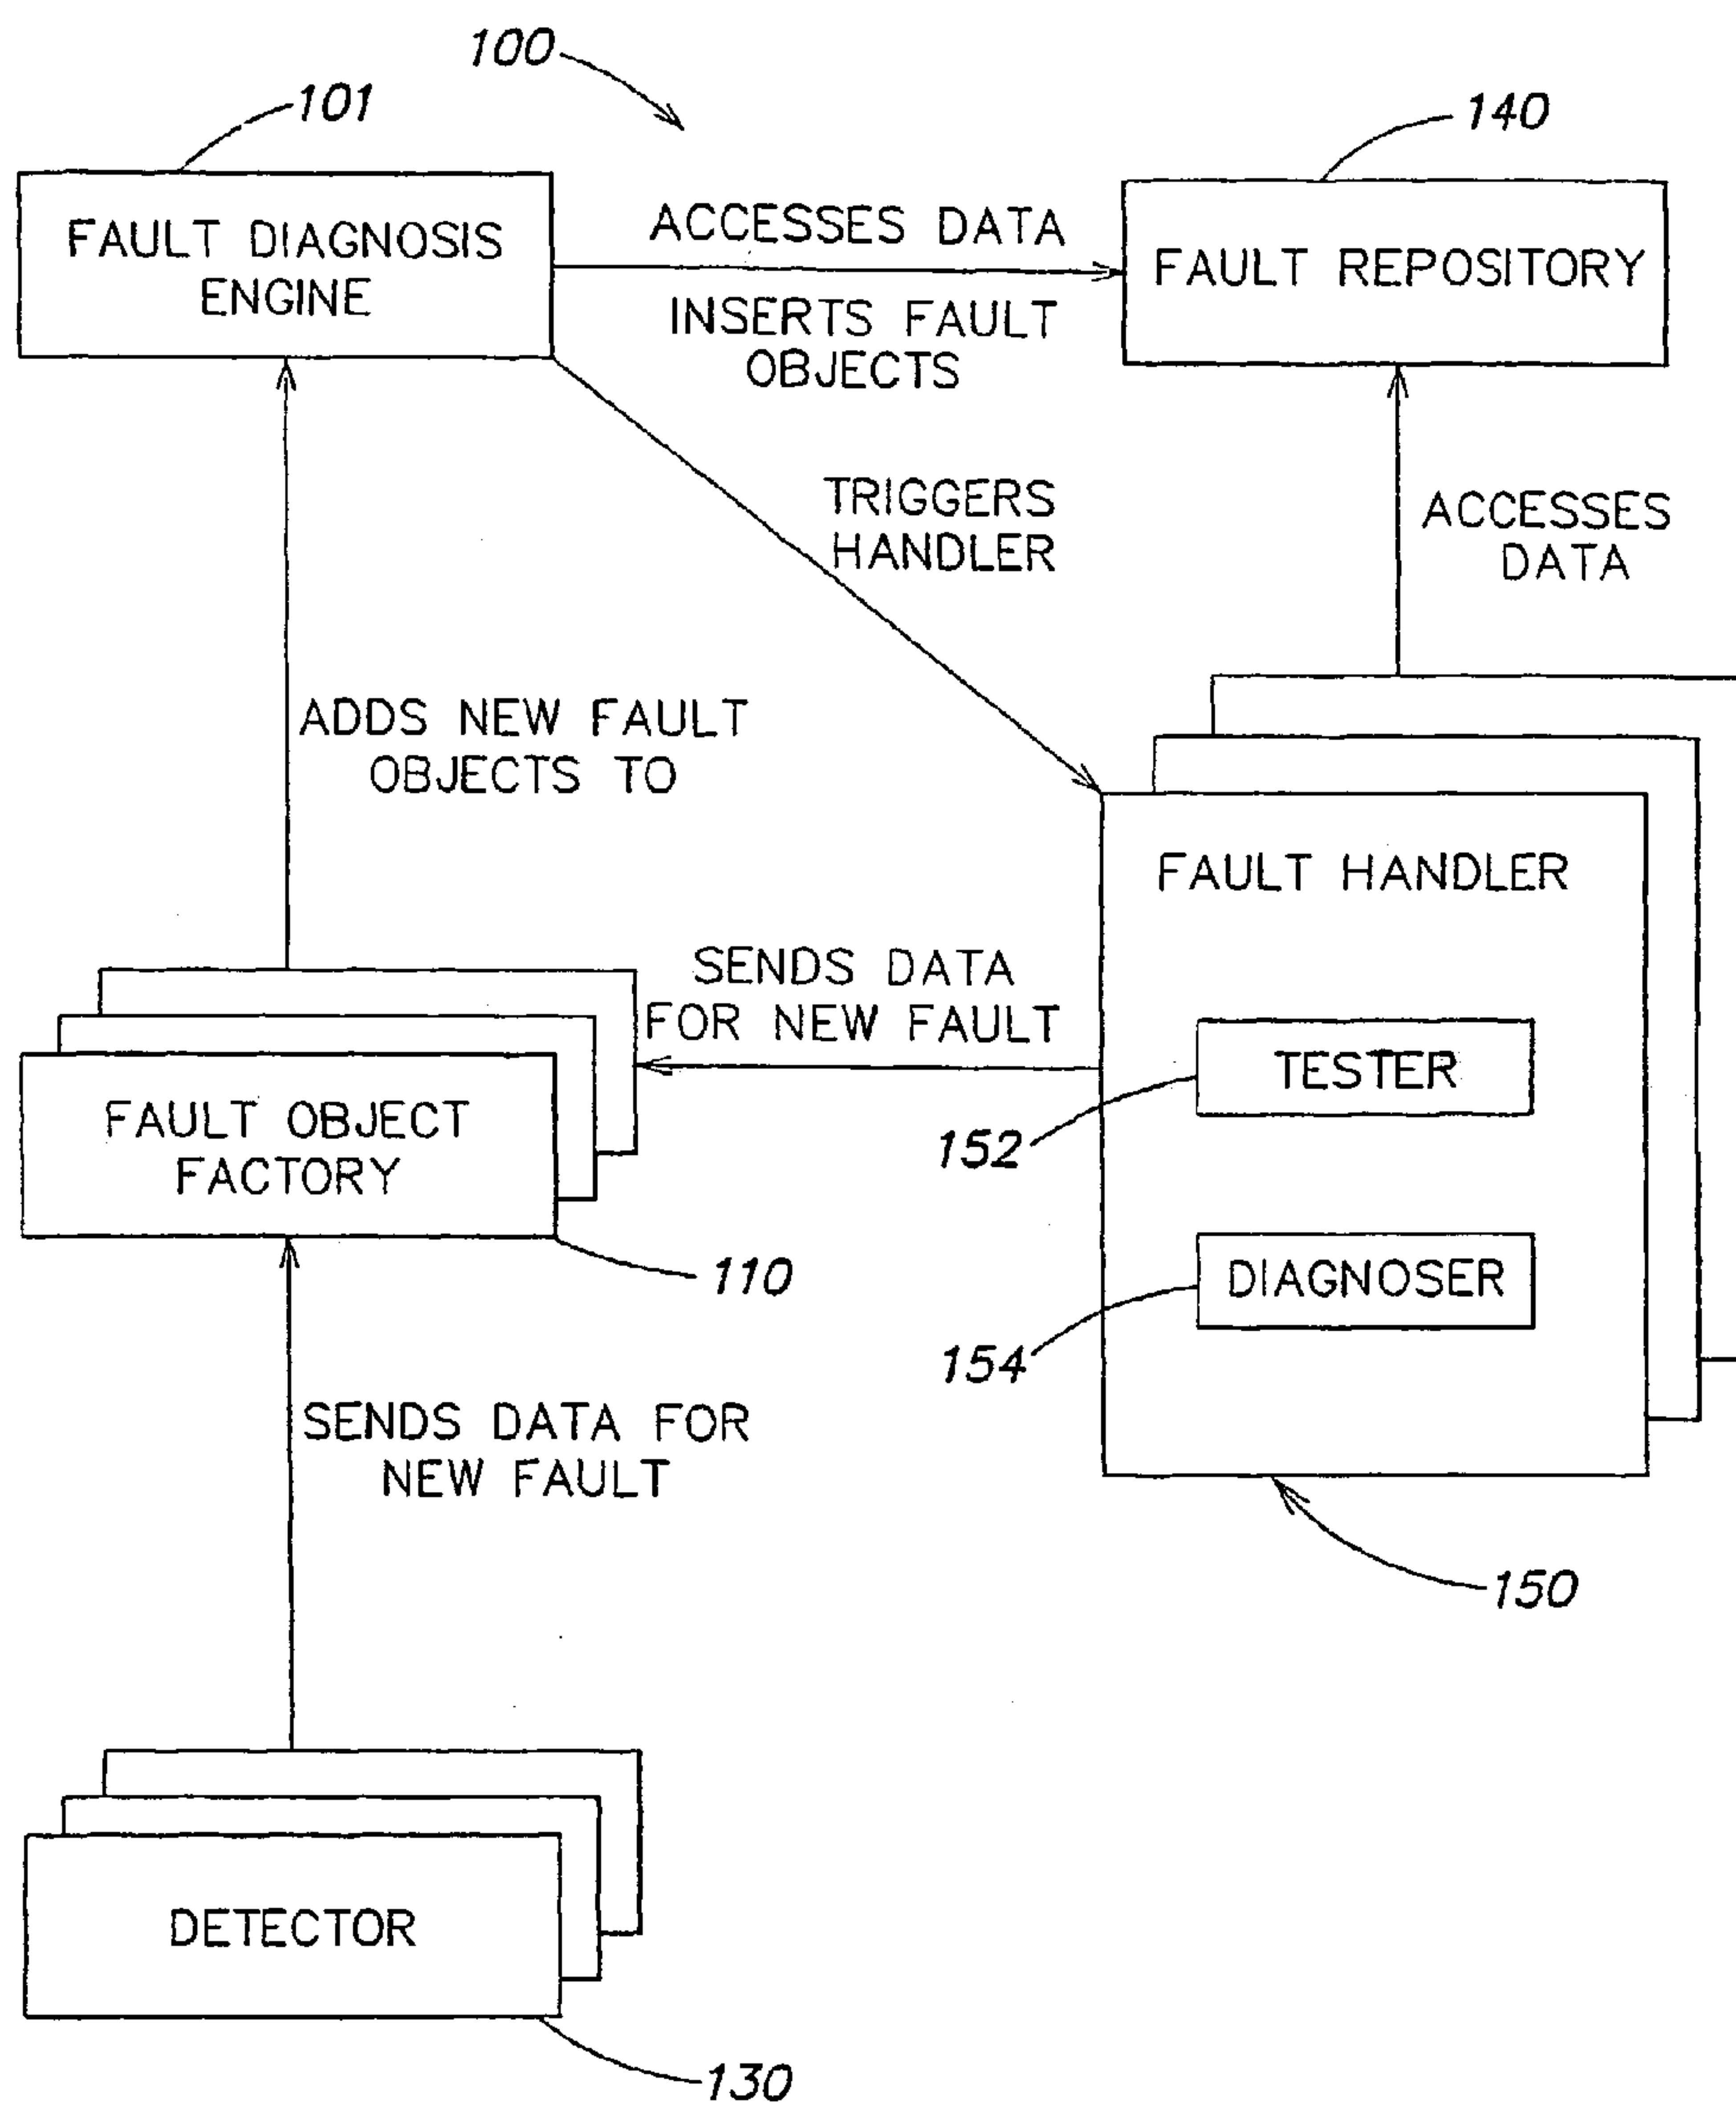 100
101
140
FAULT DIAGNOSIS
ENGINE
ACCESSES DATA
INSERTS FAULT
OBJECTS
FAULT REPOSITORY
TRIGGERS
HANDLER
ACCESSES
DATA
ADDS NEW FAULT
OBJECTS TO
FAULT HANDLER
SENDS DATA
FOR NEW FAULT
TESTER
152
FAULT OBJECT
FACTORY
110
DIAGNOSER
154
SENDS DATA FOR
NEW FAULT
150
DETECTOR
130